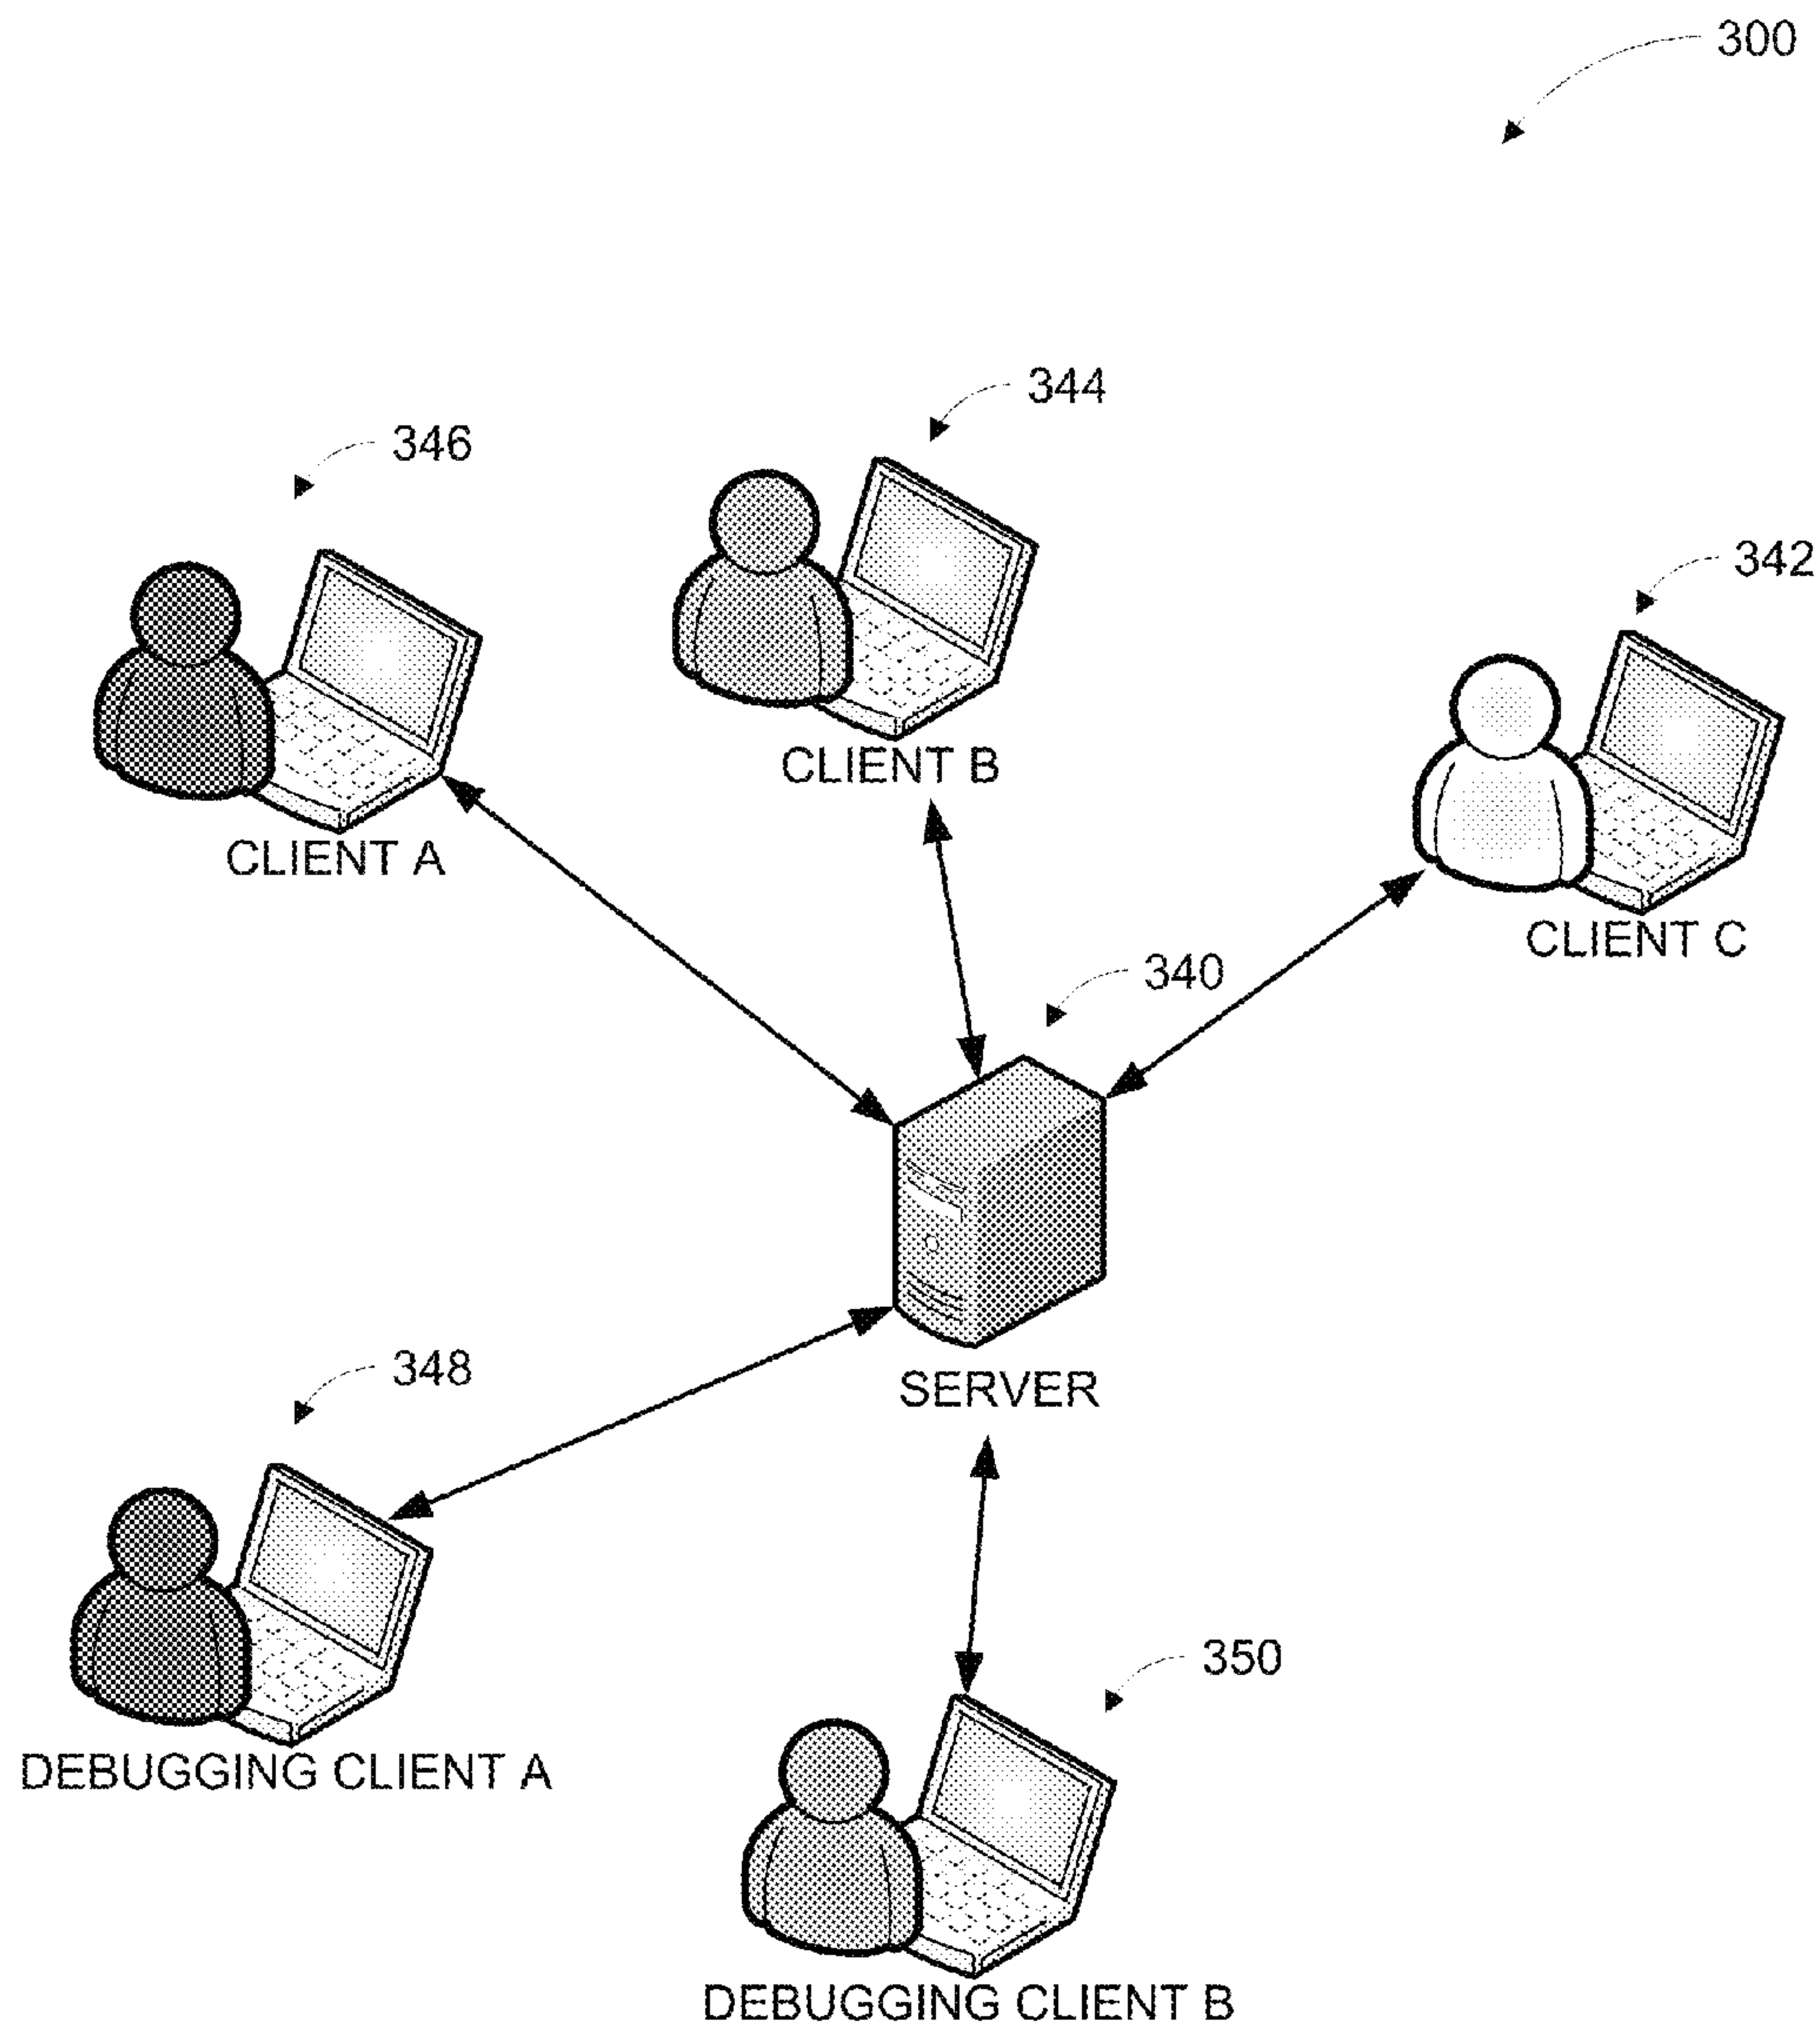 300
344
346
342
CLIENT B
CLIENT A
CLIENT C
340
SERVER
348
350
DEBUGGING CLIENT A
DEBUGGING CLIENT B